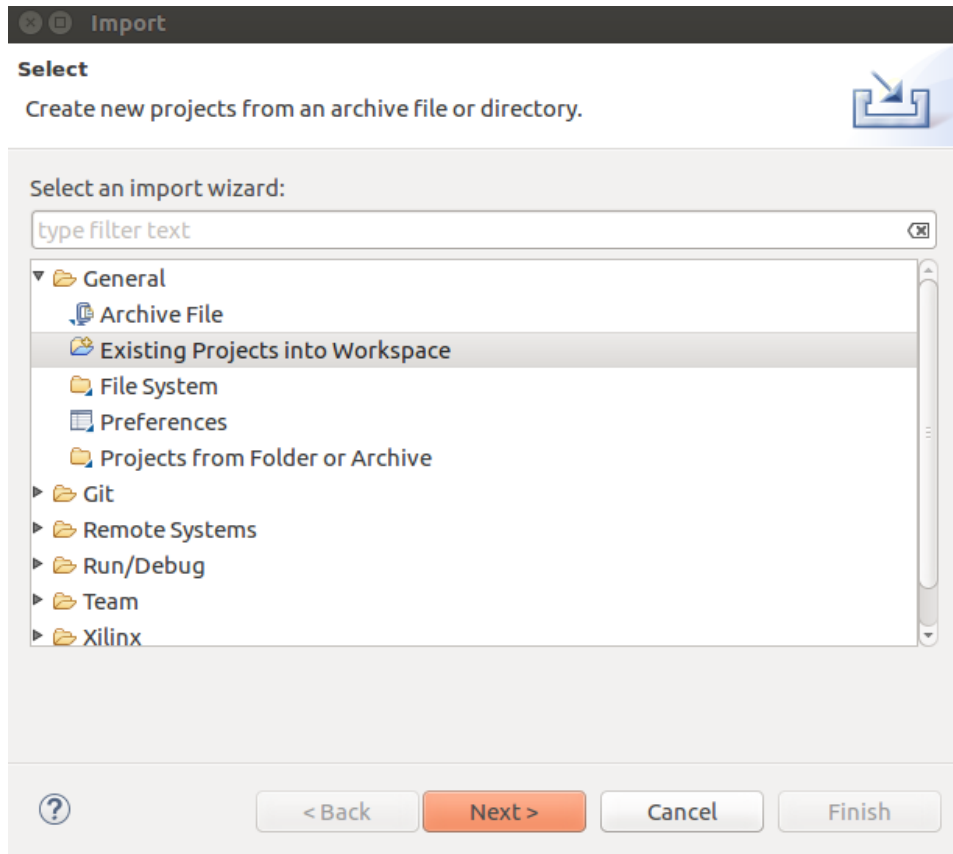 Import
Select
Create new projects from an archive file or directory.
Select an import wizard:
type filter text
General
Archive File
Existing Projects into Workspace
File System
Preferences
Projects from Folder or Archive
Git
Remote Systems
Run/Debug
Team
Xilinx
?
< Back Next > Cancel Finish